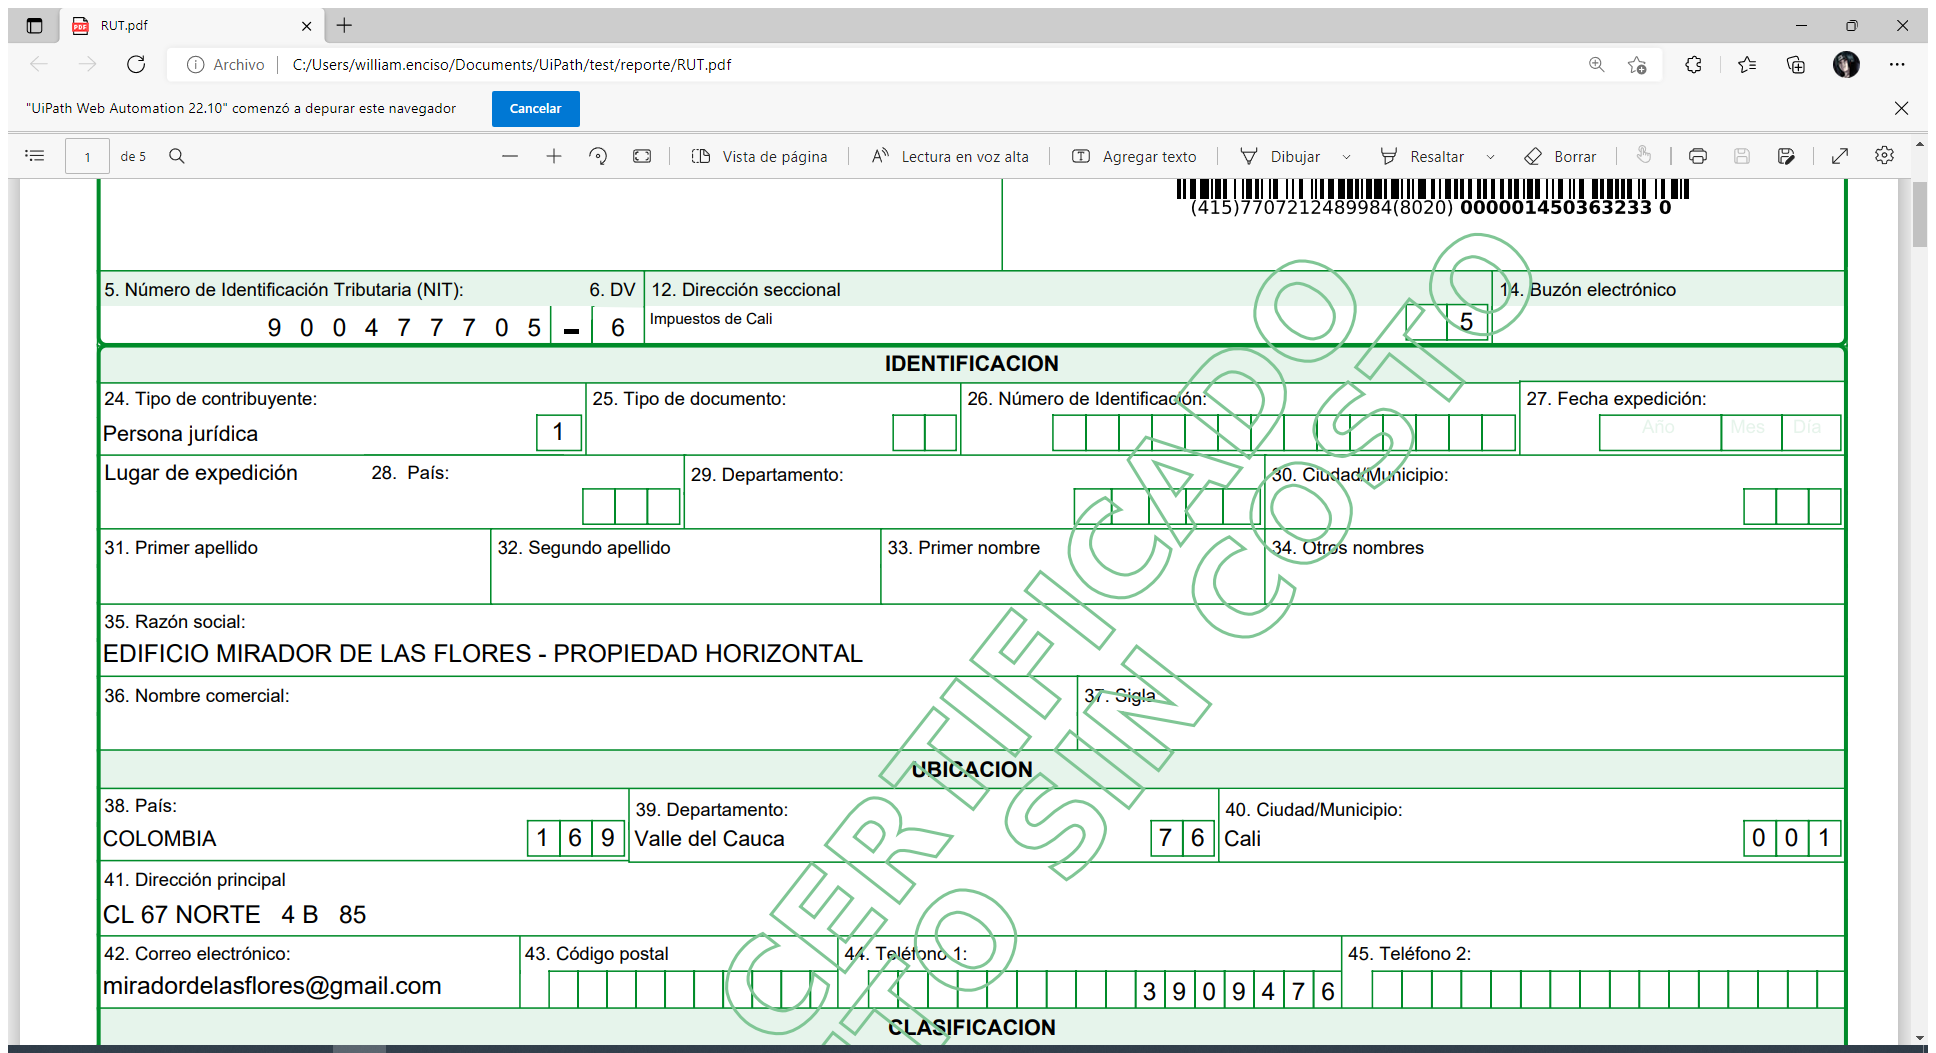 RUT.pdf
Archivo C:/Users/william.enciso/Documents/UiPath/test/reporte/RUT.pdf
"UiPath Web Automation 22.10" comenzó a depurar este navegador Cancelar
1 de 5 Vista de página Lectura en voz alta Agregar texto Dibujar Resaltar Borrar
(415)7707212489984(8020) 000001450363233 0
5. Número de Identificación Tributaria (NIT): 6. DV 12. Dirección seccional 14. Buzón electrónico
9 0 0 4 7 7 7 0 5 - 6 Impuestos de Cali 5
IDENTIFICACION
24. Tipo de contribuyente: 25. Tipo de documento: 26. Número de Identificación: 27. Fecha expedición:
Persona jurídica 1 Año Mes Día
Lugar de expedición 28. País: 29. Departamento: 30. Ciudad/Municipio:
31. Primer apellido 32. Segundo apellido 33. Primer nombre 34. Otros nombres
35. Razón social:
EDIFICIO MIRADOR DE LAS FLORES - PROPIEDAD HORIZONTAL
36. Nombre comercial: 37. Sigla
UBICACION
38. País: 39. Departamento: 40. Ciudad/Municipio:
COLOMBIA 1 6 9 Valle del Cauca 7 6 Cali 0 0 1
41. Dirección principal
CL 67 NORTE 4 B 85
42. Correo electrónico: 43. Código postal 44. Teléfono 1: 45. Teléfono 2:
miradordelasflores@gmail.com 3 9 0 9 4 7 6
CLASIFICACION
CERTIFICADO
SIN COSTO